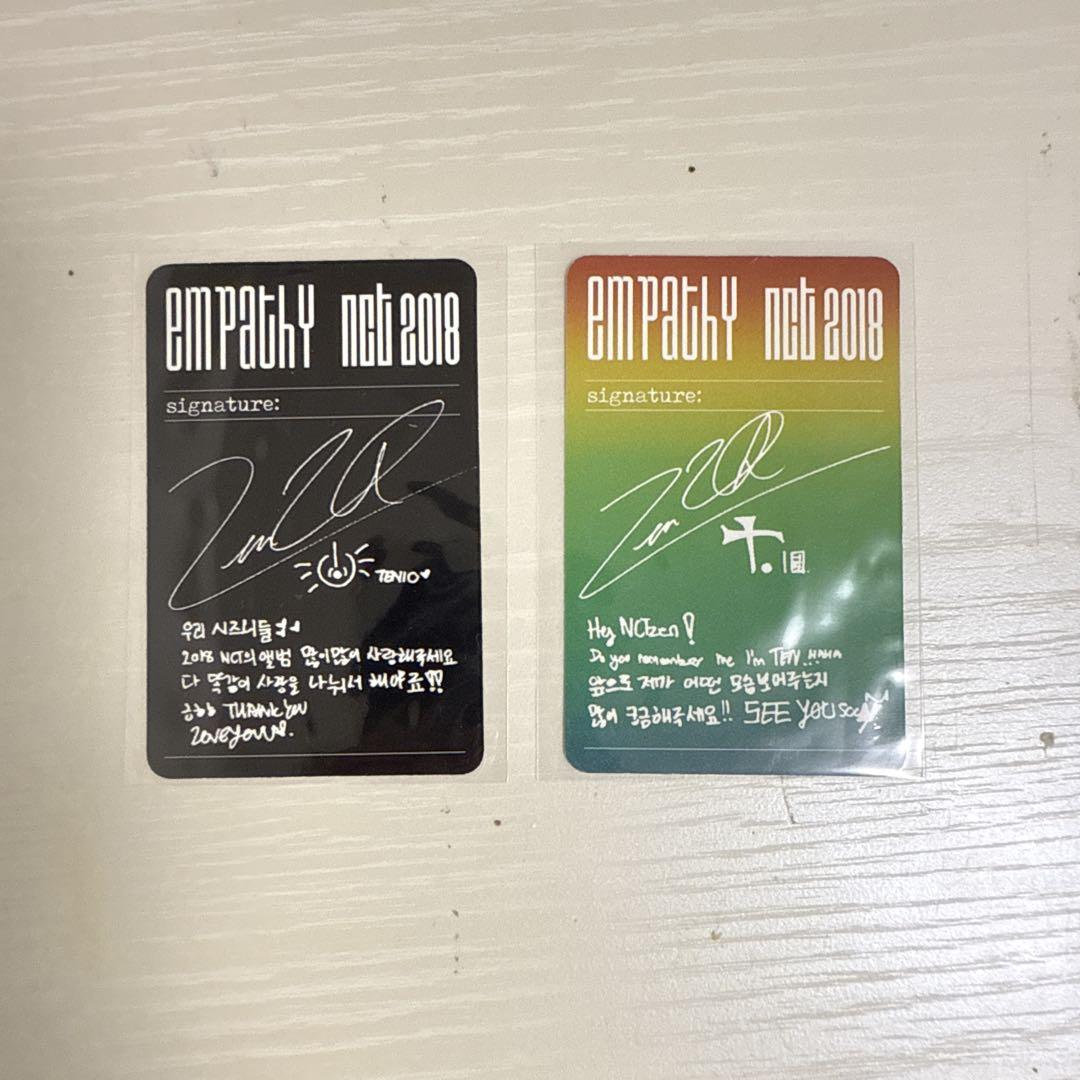 empathy nct 2018
signature:
TEN10
우리 시즈니들
2018 NCT의 앨범 많이많이 사랑해주세요
다 똑같이 사랑을 나눠서 해야죠!!
THANK YOU
LOVE YOU
empathy nct 2018
signature:
Hey NCTzen!
Do you remember me I'm TEN...HAHA
앞으로 제가 어떤 모습보여주는지
많이 궁금해주세요!! SEE YOU SOON